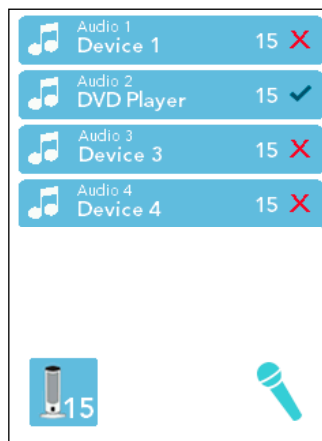 Audio 1
Device 1 15
Audio 2
DVD Player 15
Audio 3
Device 3 15
Audio 4
Device 4 15
15